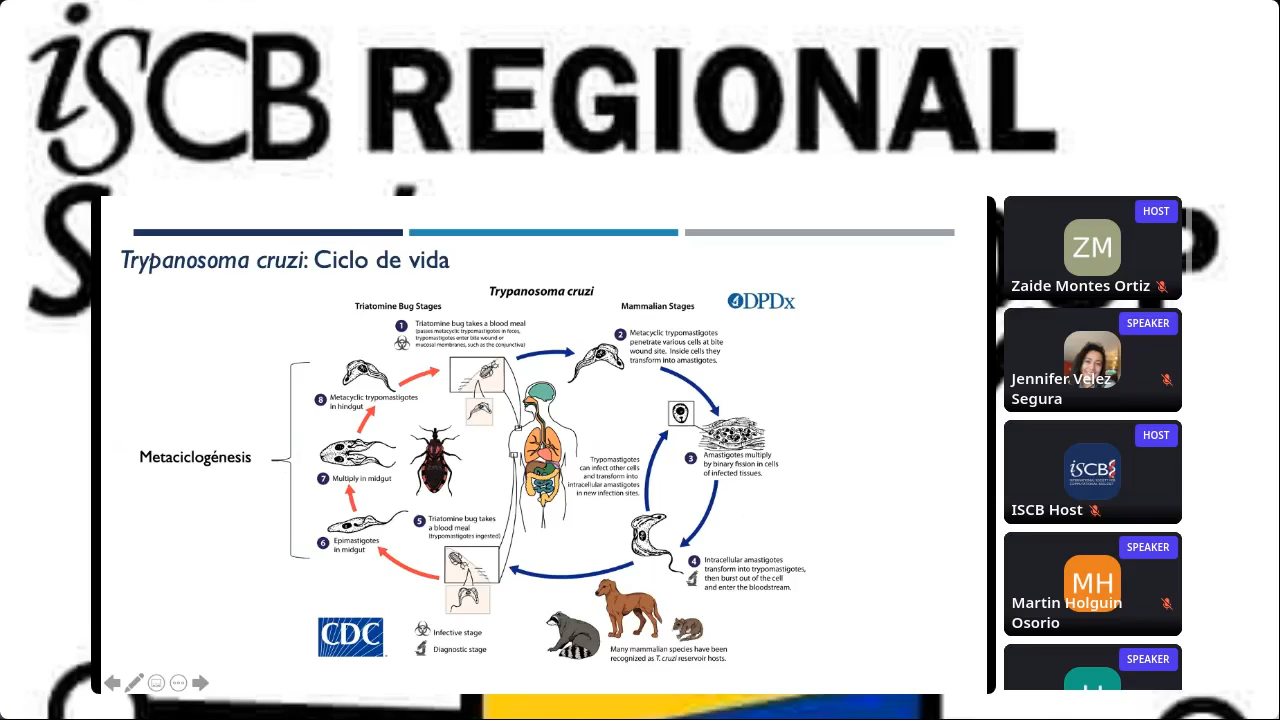 iSCB REGIONAL
Trypanosoma cruzi: Ciclo de vida
Trypanosoma cruzi
Triatomine Bug Stages
Mammalian Stages
DPDx
1 Triatomine bug takes a blood meal
(passes metacyclic trypomastigotes in feces,
trypomastigotes enter bite wound or
mucosal membranes, such as the conjunctiva)
2 Metacyclic trypomastigotes
penetrate various cells at bite
wound site. Inside cells they
transform into amastigotes.
8 Metacyclic trypomastigotes
in hindgut
Metaciclogénesis
Trypomastigotes
can infect other cells
and transform into
intracellular amastigotes
in new infection sites.
3 Amastigotes multiply
by binary fission in cells
of infected tissues.
7 Multiply in midgut
5 Triatomine bug takes
a blood meal
(trypomastigotes ingested)
6 Epimastigotes
in midgut
4 Intracellular amastigotes
transform into trypomastigotes,
then burst out of the cell
and enter the bloodstream.
CDC
Infective stage
Diagnostic stage
Many mammalian species have been
recognized as T. cruzi reservoir hosts.
HOST
ZM
Zaide Montes Ortiz
SPEAKER
Jennifer Velez
Segura
HOST
iSCB
INTERNATIONAL SOCIETY FOR
COMPUTATIONAL BIOLOGY
ISCB Host
SPEAKER
MH
Martin Holguin
Osorio
SPEAKER